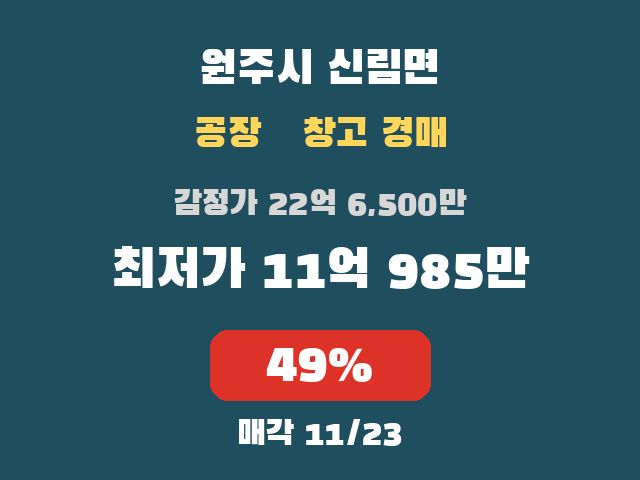 원주시 신림면
공장 창고 경매
감정가 22억 6,500만
최저가 11억 985만
49%
매각 11/23